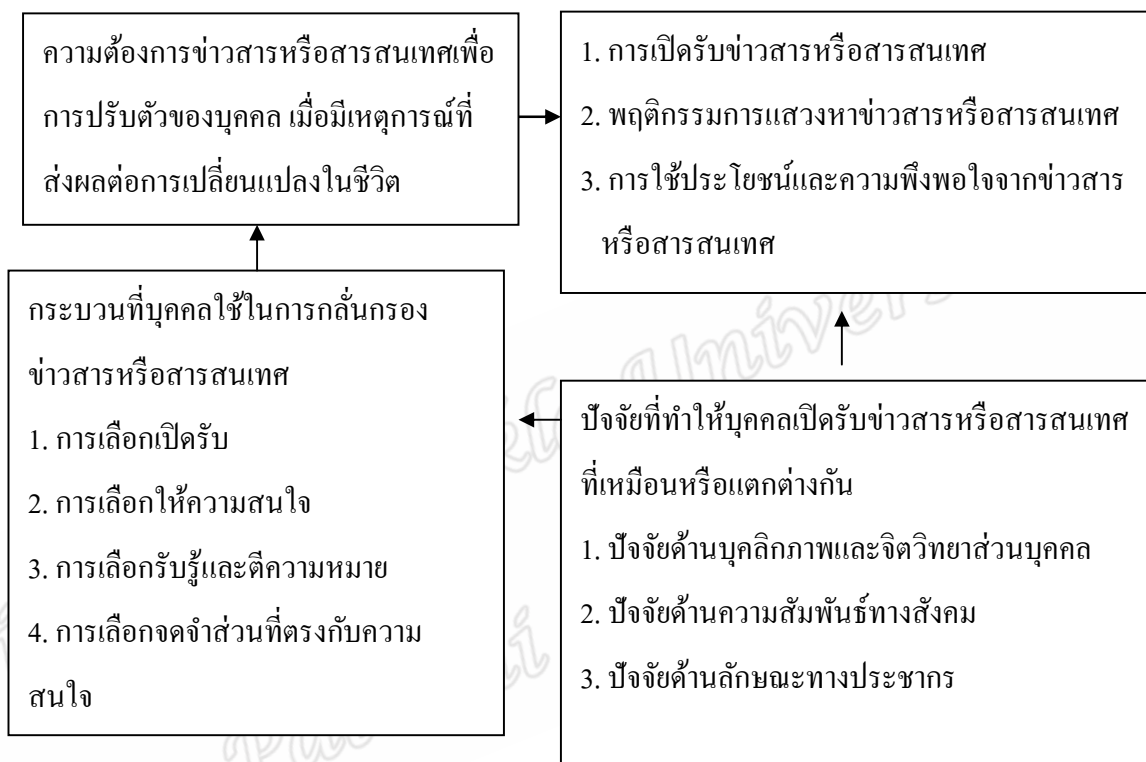 ความต้องการข่าวสารหรือสารสนเทศเพื่อ
การปรับตัวของบุคคล เมื่อมีเหตุการณ์ที่
ส่งผลต่อการเปลี่ยนแปลงในชีวิต
1. การเปิดรับข่าวสารหรือสารสนเทศ
2. พฤติกรรมการแสวงหาข่าวสารหรือสารสนเทศ
3. การใช้ประโยชน์และความพึงพอใจจากข่าวสาร
หรือสารสนเทศ
กระบวนที่บุคคลใช้ในการกลั่นกรอง
ข่าวสารหรือสารสนเทศ
1. การเลือกเปิดรับ
2. การเลือกให้ความสนใจ
3. การเลือกรับรู้และตีความหมาย
4. การเลือกจดจำส่วนที่ตรงกับความ
สนใจ
ปัจจัยที่ทำให้บุคคลเปิดรับข่าวสารหรือสารสนเทศ
ที่เหมือนหรือแตกต่างกัน
1. ปัจจัยด้านบุคลิกภาพและจิตวิทยาส่วนบุคคล
2. ปัจจัยด้านความสัมพันธ์ทางสังคม
3. ปัจจัยด้านลักษณะทางประชากร